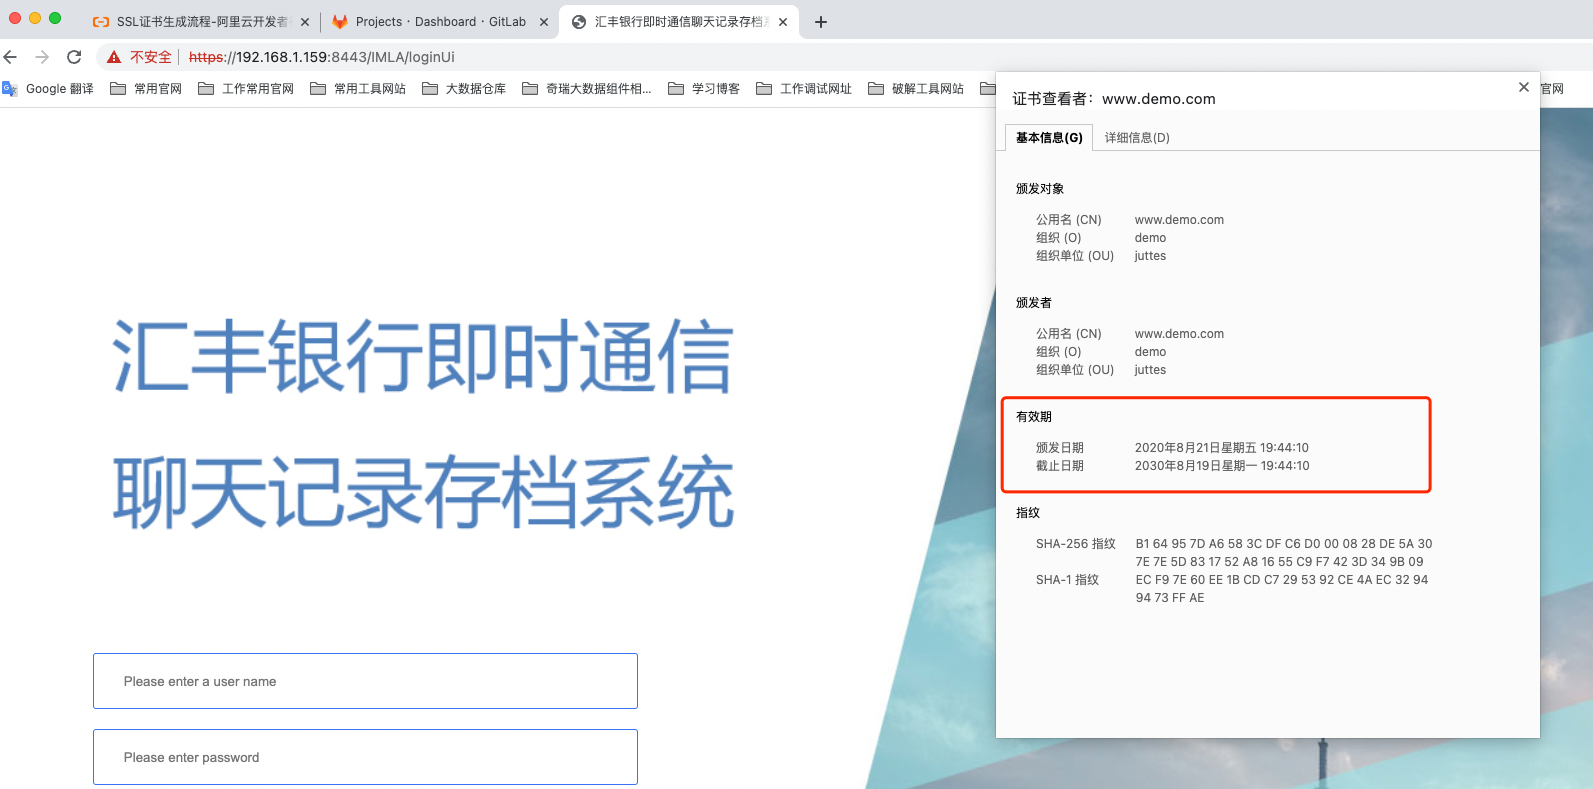 SSL证书生成流程-阿里云开发者
Projects · Dashboard · GitLab
汇丰银行即时通信聊天记录存档
不安全
https://192.168.1.159:8443/IMLA/loginUi
Google 翻译
常用官网
工作常用官网
常用工具网站
大数据仓库
奇瑞大数据组件相...
学习博客
工作调试网址
破解工具网站
官网
汇丰银行即时通信
聊天记录存档系统
Please enter a user name
Please enter password
证书查看者：www.demo.com
基本信息(G)
详细信息(D)
颁发对象
公用名 (CN) www.demo.com
组织 (O) demo
组织单位 (OU) juttes
颁发者
公用名 (CN) www.demo.com
组织 (O) demo
组织单位 (OU) juttes
有效期
颁发日期 2020年8月21日星期五 19:44:10
截止日期 2030年8月19日星期一 19:44:10
指纹
SHA-256 指纹 B1 64 95 7D A6 58 3C DF C6 D0 00 08 28 DE 5A 30
7E 7E 5D 83 17 52 A8 16 55 C9 F7 42 3D 34 9B 09
SHA-1 指纹 EC F9 7E 60 EE 1B CD C7 29 53 92 CE 4A EC 32 94
94 73 FF AE